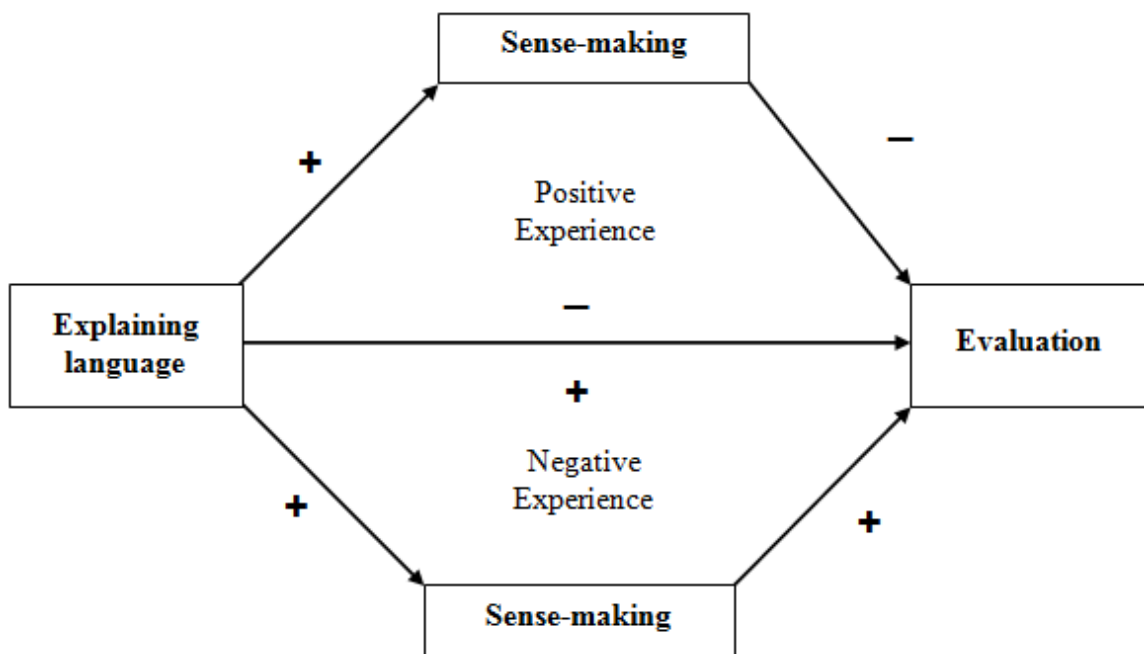 Sense-making
+
−
Positive
Experience
−
Explaining
language
Evaluation
+
Negative
Experience
+
+
Sense-making